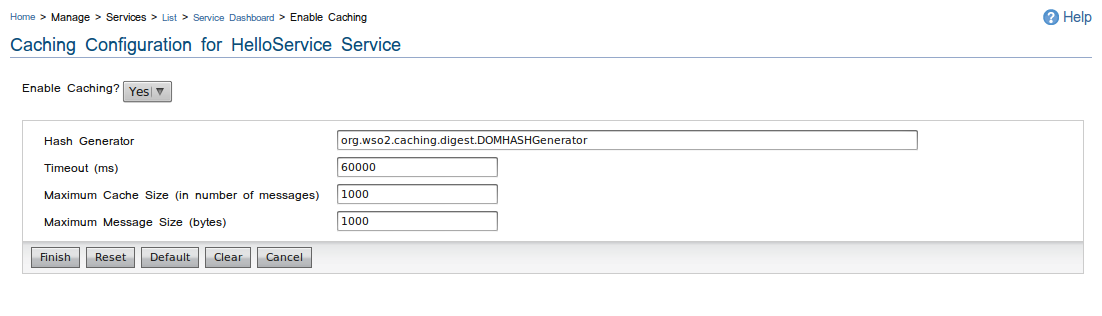 Home > Manage > Services > List > Service Dashboard > Enable Caching
? Help
Caching Configuration for HelloService Service
Enable Caching? Yes
Hash Generator org.wso2.caching.digest.DOMHASHGenerator
Timeout (ms) 60000
Maximum Cache Size (in number of messages) 1000
Maximum Message Size (bytes) 1000
Finish Reset Default Clear Cancel